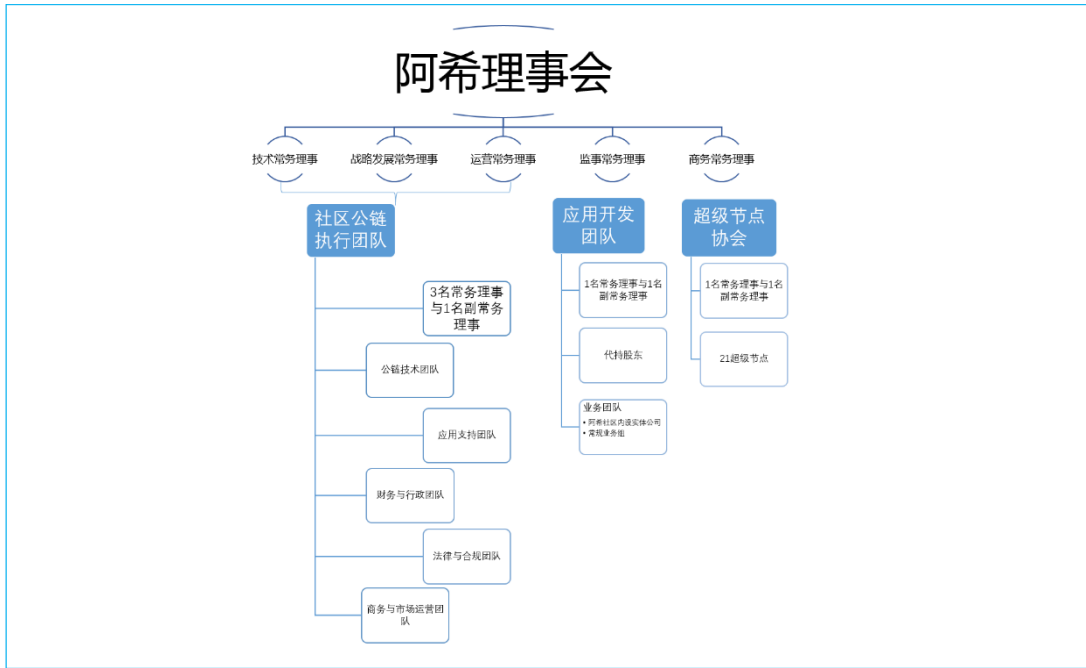 阿希理事会
技术常务理事
战略发展常务理事
运营常务理事
监事常务理事
商务常务理事
社区公链
执行团队
3名常务理事
与1名副常务
理事
公链技术团队
应用支持团队
财务与行政团队
法律与合规团队
商务与市场运营团
队
应用开发
团队
1名常务理事与1名
副常务理事
代持股东
业务团队
• 阿希社区内设实体公司
• 常规业务组
超级节点
协会
1名常务理事与1名
副常务理事
21超级节点